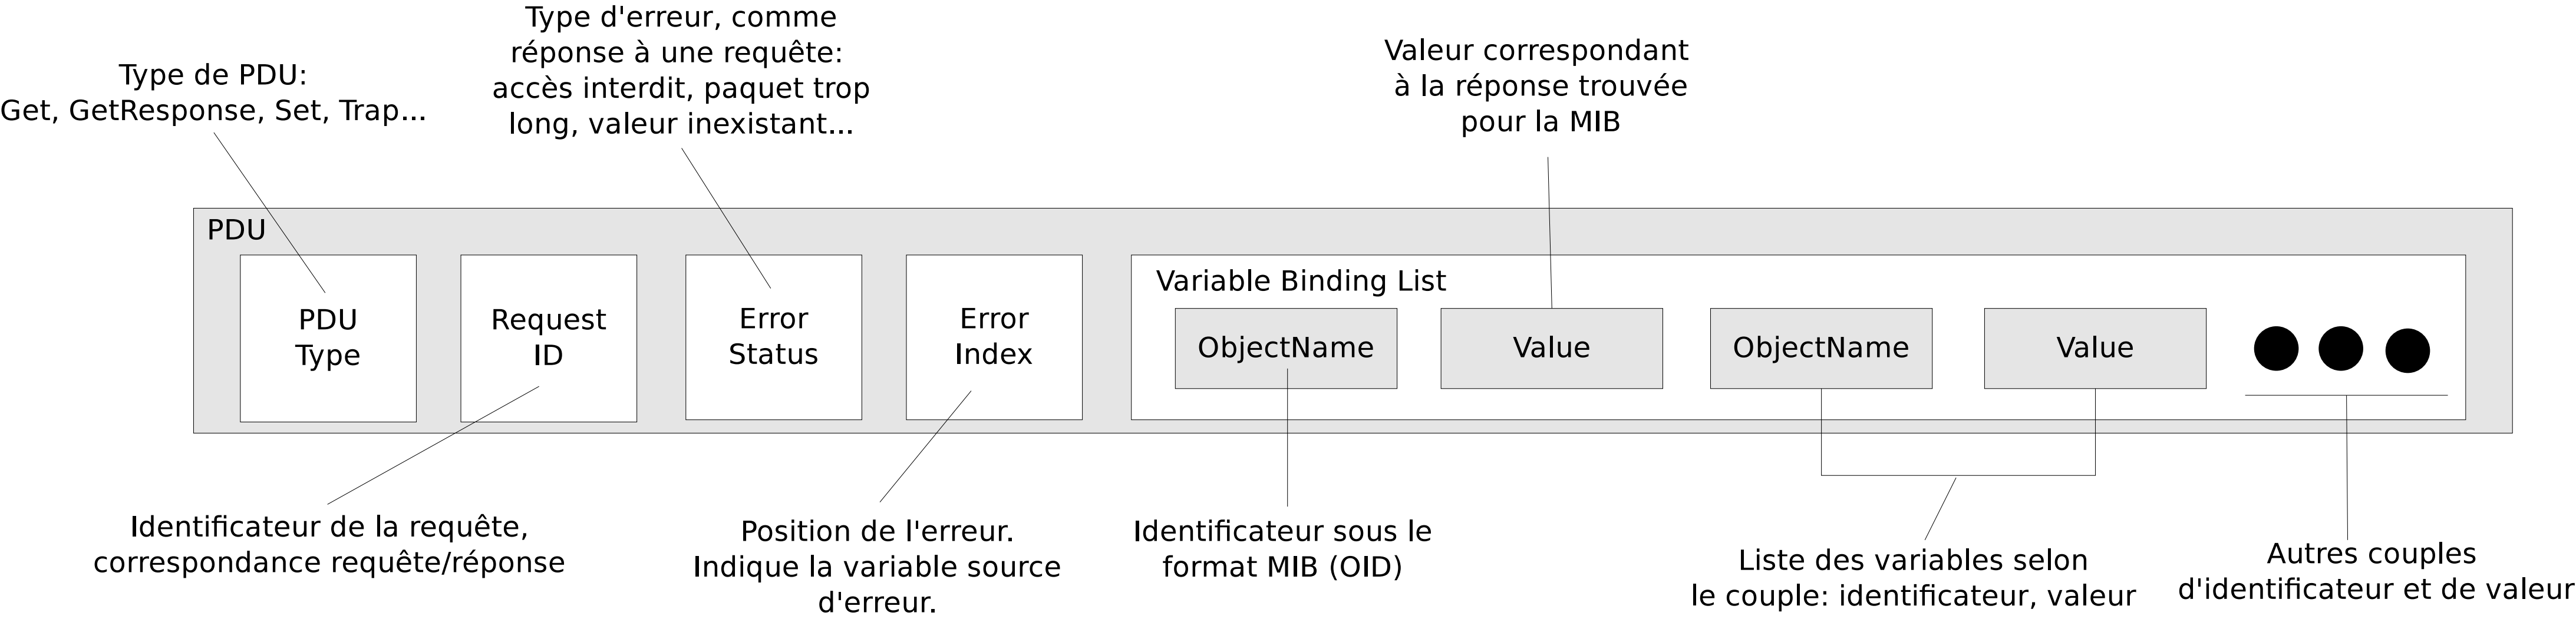 Type d'erreur, comme
réponse à une requête:
accès interdit, paquet trop
long, valeur inexistant...
Type de PDU:
Get, GetResponse, Set, Trap...
Valeur correspondant
à la réponse trouvée
pour la MIB
PDU
PDU
Type
Request
ID
Error
Status
Error
Index
Variable Binding List
ObjectName
Value
ObjectName
Value
Identificateur de la requête,
correspondance requête/réponse
Position de l'erreur.
Indique la variable source
d'erreur.
Identificateur sous le
format MIB (OID)
Liste des variables selon
le couple: identificateur, valeur
Autres couples
d'identificateur et de valeur